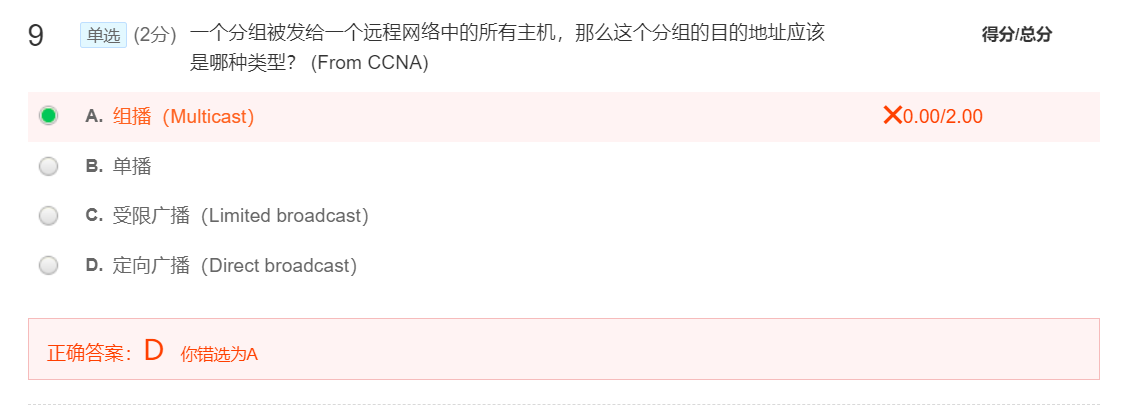 9 单选 (2分) 一个分组被发给一个远程网络中的所有主机，那么这个分组的目的地址应该 得分/总分
是哪种类型？ (From CCNA)
A. 组播（Multicast） ✕0.00/2.00
B. 单播
C. 受限广播（Limited broadcast）
D. 定向广播（Direct broadcast）
正确答案：D 你错选为A